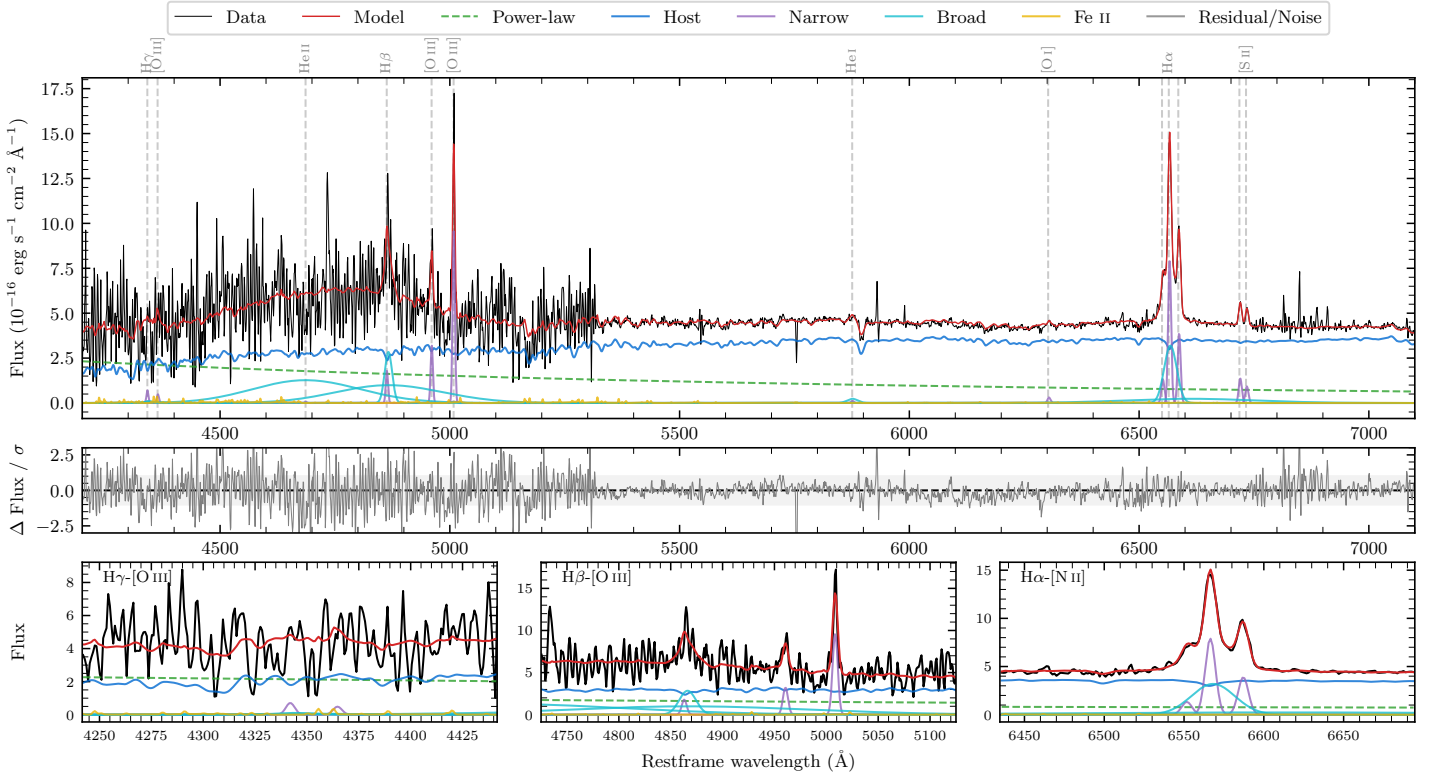 Data Model Power-law Host Narrow Broad Fe II Residual/Noise
Hγ [O III] He II Hβ [O III] [O III] He I [O I] Hα [S II]
Flux (10⁻¹⁶ erg s⁻¹ cm⁻² Å⁻¹)
17.5
15.0
12.5
10.0
7.5
5.0
2.5
0.0
4500 5000 5500 6000 6500 7000
Δ Flux / σ
2.5
0.0
−2.5
4500 5000 5500 6000 6500 7000
Flux
Hγ-[O III]
8
6
4
2
0
4250 4275 4300 4325 4350 4375 4400 4425
Hβ-[O III]
15
10
5
0
4750 4800 4850 4900 4950 5000 5050 5100
Hα-[N II]
15
10
5
0
6450 6500 6550 6600 6650
Restframe wavelength (Å)